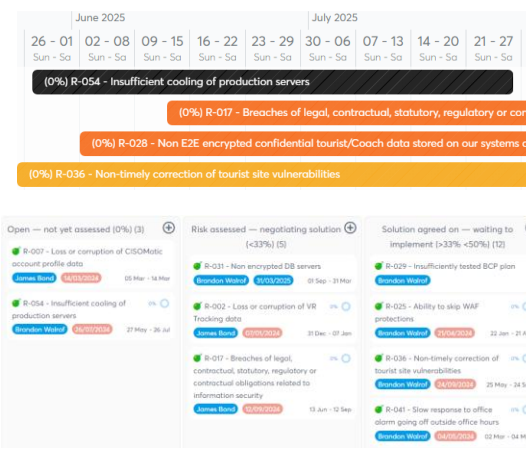 June 2025
July 2025
26 - 01 02 - 08 09 - 15 16 - 22 23 - 29 30 - 06 07 - 13 14 - 20 21 - 27
Sun - Sa Sun - Sa Sun - Sa Sun - Sa Sun - Sa Sun - Sa Sun - Sa Sun - Sa Sun - Sa
(0%) R-054 - Insufficient cooling of production servers
(0%) R-017 - Breaches of legal, contractual, statutory, regulatory or con
(0%) R-028 - Non E2E encrypted confidential tourist/Coach data stored on our systems
(0%) R-036 - Non-timely correction of tourist site vulnerabilities
Open — not yet assessed (0%) (3)
R-007 - Loss or corruption of CISOMatic
account profile data
James Bond 14/03/2024 05 Mar - 14 Mar
R-054 - Insufficient cooling of 0%
production servers
Brandon Walrof 26/07/2024 27 May - 26 Jul
Risk assessed — negotiating solution
(<33%) (5)
R-031 - Non encrypted DB servers
Brandon Walrof 31/03/2025 01 Sep - 31 Mar
R-002 - Loss or corruption of VR 0%
Tracking data
James Bond 07/01/2024 31 Dec - 07 Jan
R-017 - Breaches of legal, 0%
contractual, statutory, regulatory or
contractual obligations related to
information security
James Bond 12/09/2024 13 Jun - 12 Sep
Solution agreed on — waiting to
implement (>33% <50%) (12)
R-029 - Insufficiently tested BCP plan
Brandon Walrof
R-025 - Ability to skip WAF 0%
protections
Brandon Walrof 21/04/2024 22 Jan - 21 A
R-036 - Non-timely correction of 0%
tourist site vulnerabilities
Brandon Walrof 24/09/2024 25 May - 24 S
R-041 - Slow response to office 0%
alarm going off outside office hours
Brandon Walrof 04/05/2024 02 Mar - 04 M